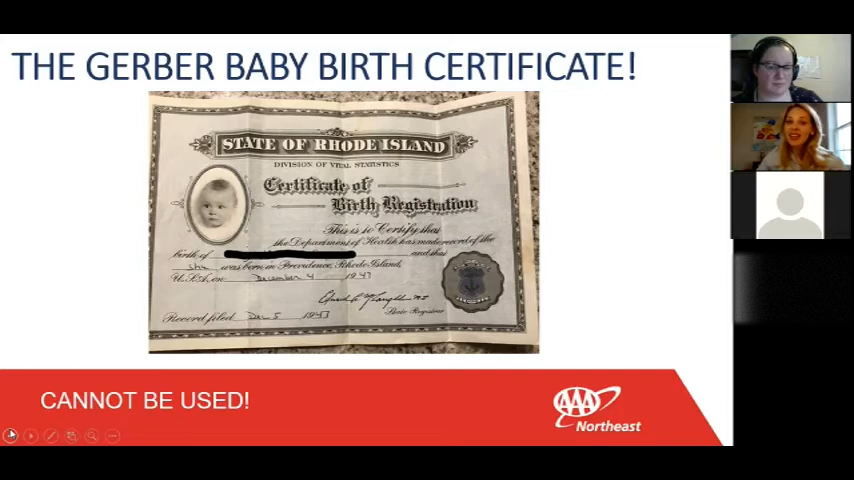 THE GERBER BABY BIRTH CERTIFICATE!
STATE OF RHODE ISLAND
DIVISION OF VITAL STATISTICS
Certificate of
Birth Registration
This is to Certify that
the Department of Health has made record of the
birth of and that
she was born in Providence, Rhode Island,
U.S.A. on December 4 1947
State Registrar
Record filed Dec 5
CANNOT BE USED!
AAA
Northeast